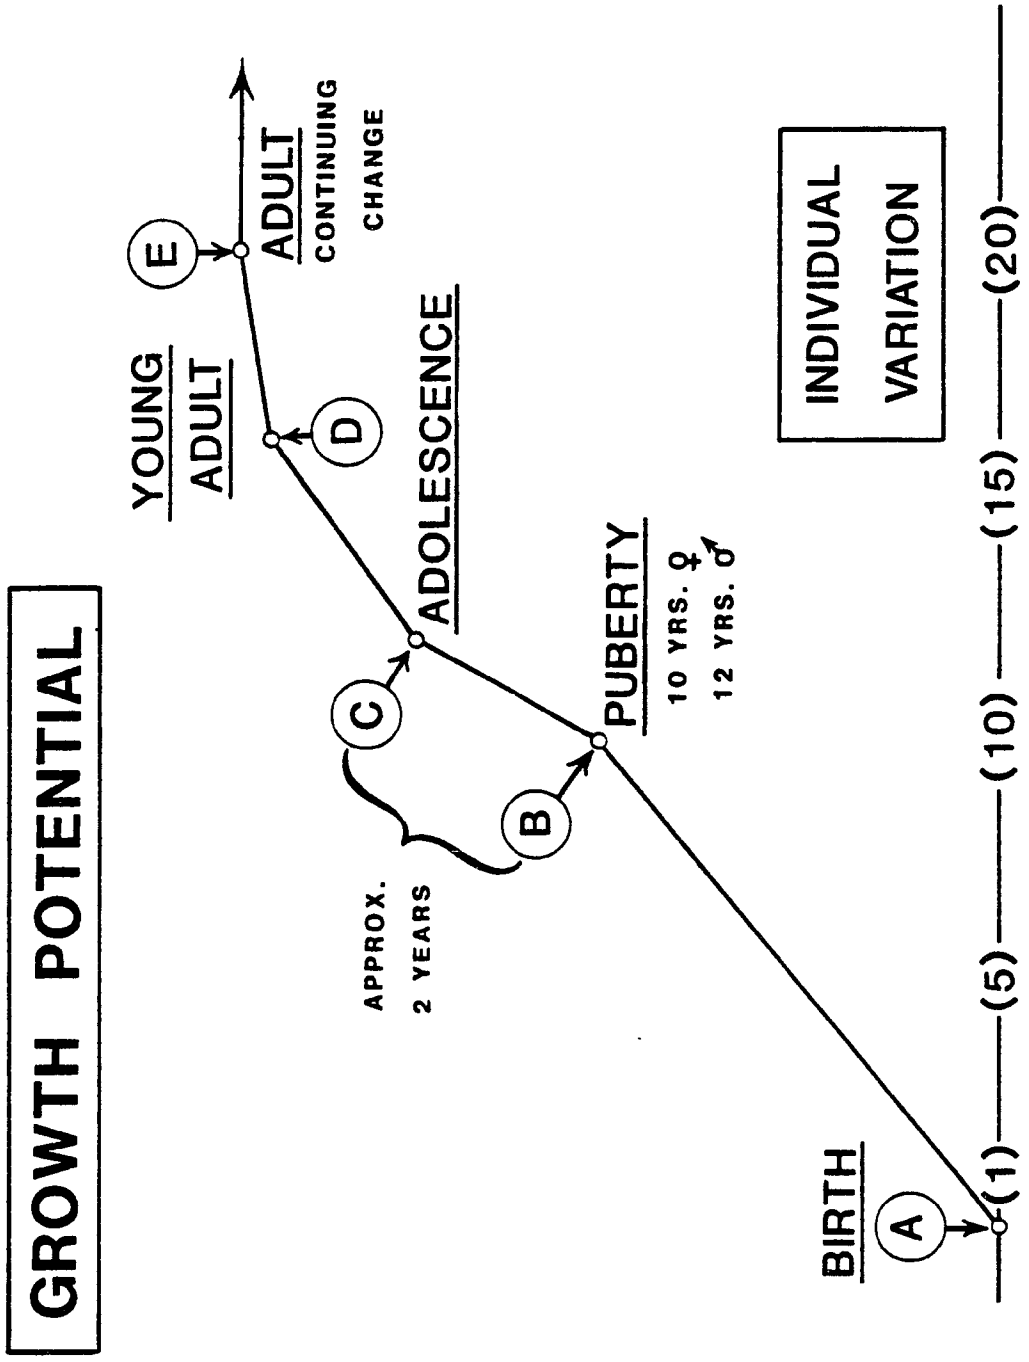 GROWTH POTENTIAL
E
YOUNG
ADULT
ADULT
CONTINUING
CHANGE
D
C
ADOLESCENCE
APPROX.
2 YEARS
B
PUBERTY
10 YRS. ♀
12 YRS. ♂
INDIVIDUAL
VARIATION
BIRTH
A
(1) (5) (10) (15) (20)